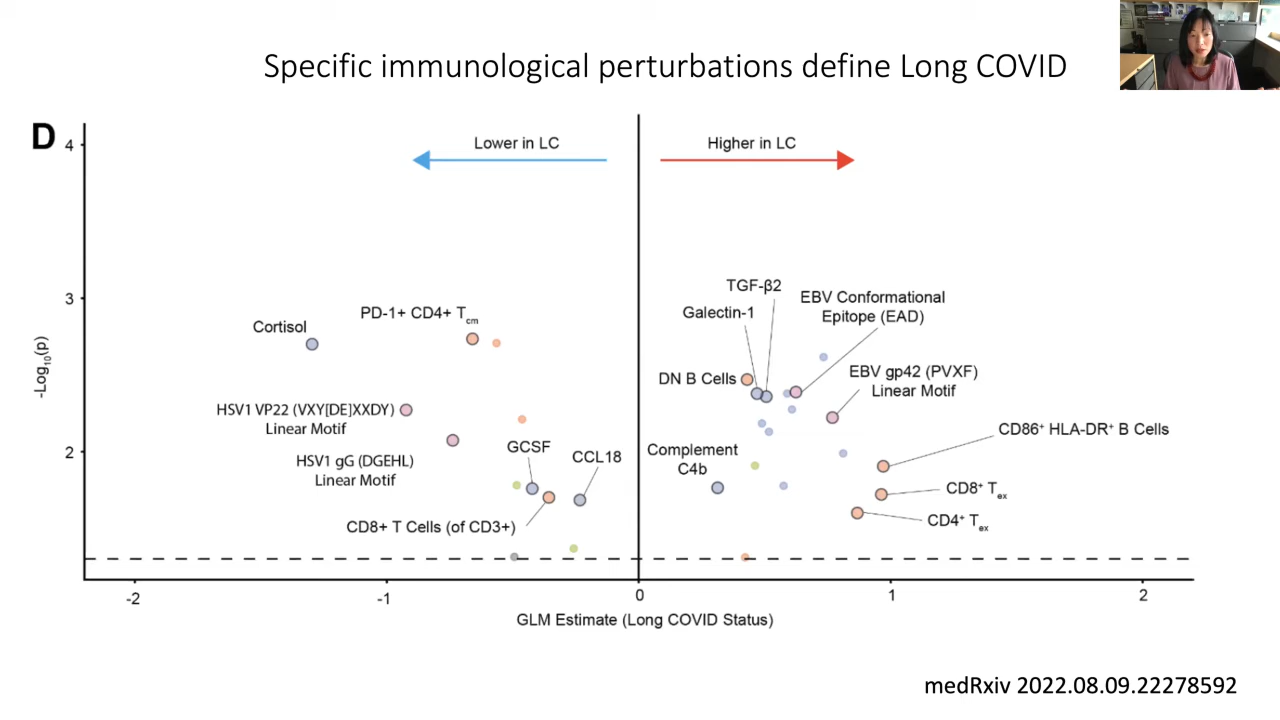 Specific immunological perturbations define Long COVID
D
4
3
2
-Log10(p)
Lower in LC
Higher in LC
Cortisol
PD-1+ CD4+ Tcm
HSV1 VP22 (VXY[DE]XXDY)
Linear Motif
HSV1 gG (DGEHL)
Linear Motif
GCSF
CCL18
CD8+ T Cells (of CD3+)
TGF-β2
Galectin-1
EBV Conformational
Epitope (EAD)
DN B Cells
EBV gp42 (PVXF)
Linear Motif
Complement
C4b
CD86+ HLA-DR+ B Cells
CD8+ Tex
CD4+ Tex
-2
-1
0
1
2
GLM Estimate (Long COVID Status)
medRxiv 2022.08.09.22278592